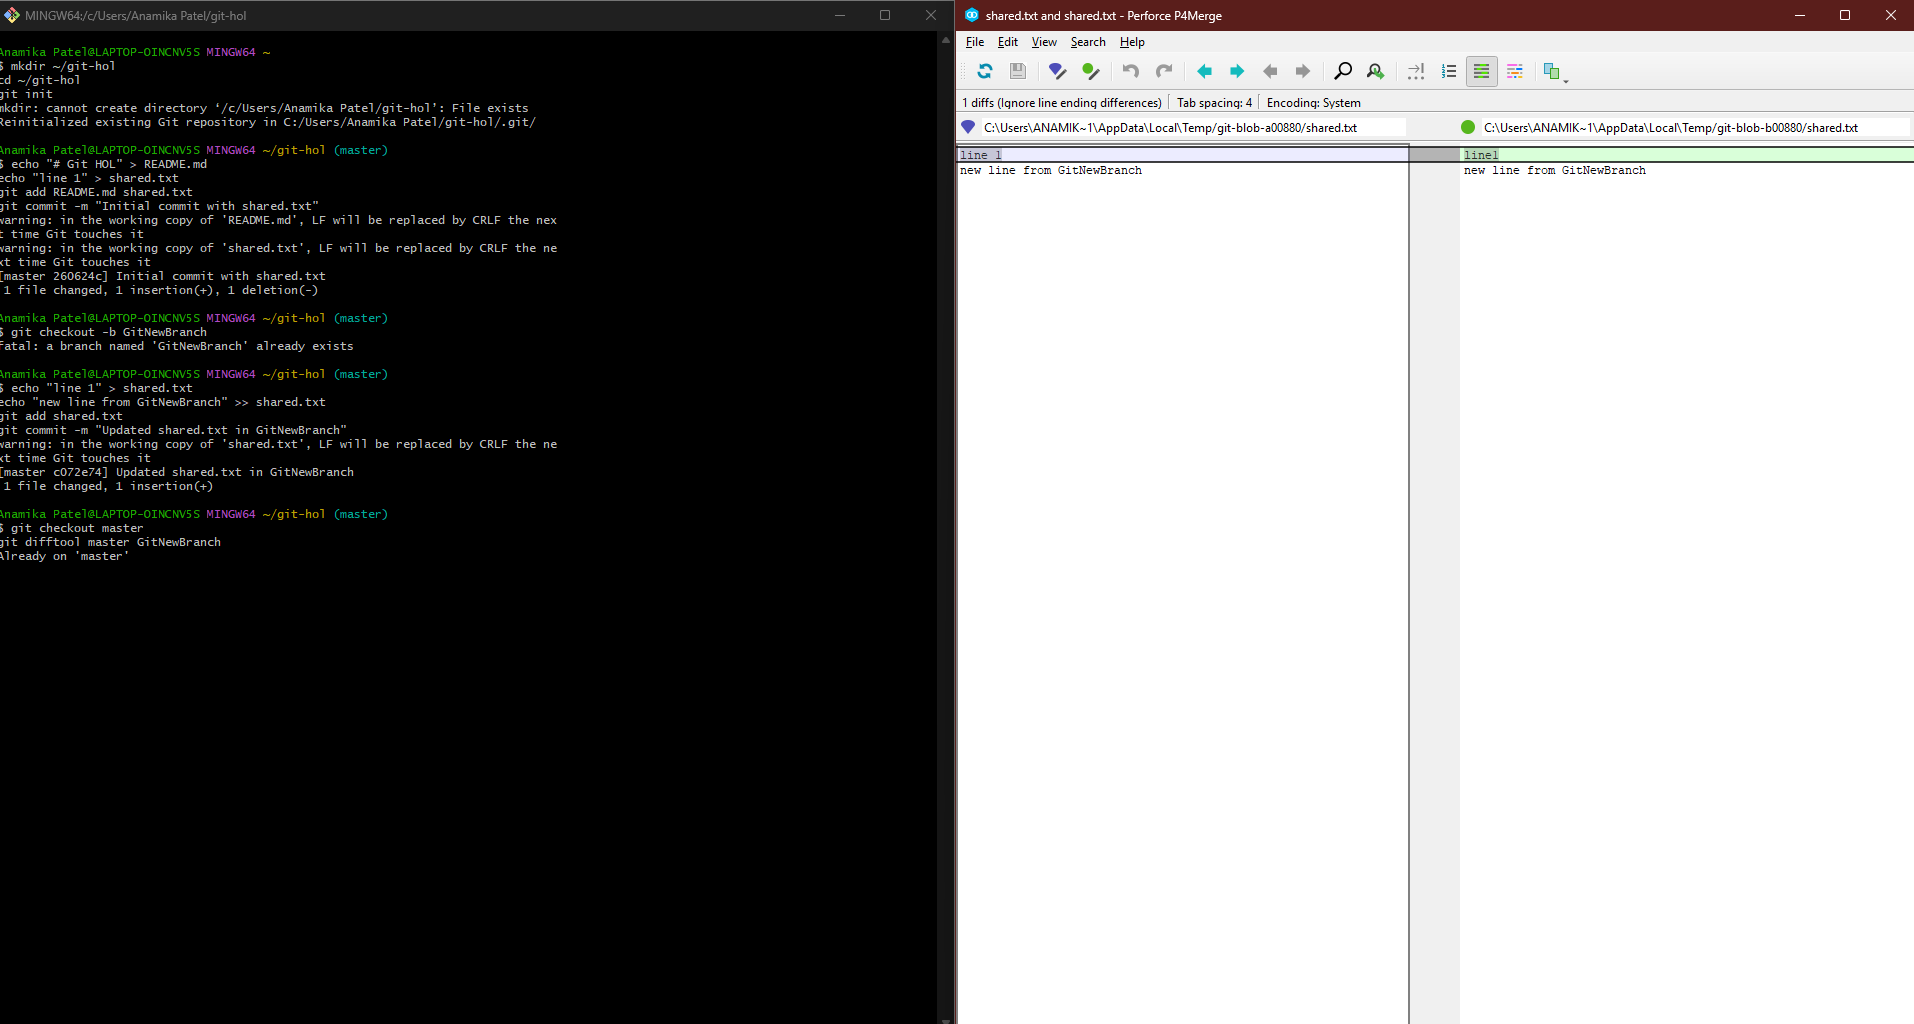 MINGW64:/c/Users/Anamika Patel/git-hol
Anamika Patel@LAPTOP-OINCNV5S MINGW64 ~
$ mkdir ~/git-hol
cd ~/git-hol
git init
mkdir: cannot create directory ‘/c/Users/Anamika Patel/git-hol’: File exists
Reinitialized existing Git repository in C:/Users/Anamika Patel/git-hol/.git/
Anamika Patel@LAPTOP-OINCNV5S MINGW64 ~/git-hol (master)
$ echo "# Git HOL" > README.md
echo "line 1" > shared.txt
git add README.md shared.txt
git commit -m "Initial commit with shared.txt"
warning: in the working copy of 'README.md', LF will be replaced by CRLF the nex
t time Git touches it
warning: in the working copy of 'shared.txt', LF will be replaced by CRLF the ne
xt time Git touches it
[master 260624c] Initial commit with shared.txt
1 file changed, 1 insertion(+), 1 deletion(-)
Anamika Patel@LAPTOP-OINCNV5S MINGW64 ~/git-hol (master)
$ git checkout -b GitNewBranch
fatal: a branch named 'GitNewBranch' already exists
Anamika Patel@LAPTOP-OINCNV5S MINGW64 ~/git-hol (master)
$ echo "line 1" > shared.txt
echo "new line from GitNewBranch" >> shared.txt
git add shared.txt
git commit -m "Updated shared.txt in GitNewBranch"
warning: in the working copy of 'shared.txt', LF will be replaced by CRLF the ne
xt time Git touches it
[master c072e74] Updated shared.txt in GitNewBranch
1 file changed, 1 insertion(+)
Anamika Patel@LAPTOP-OINCNV5S MINGW64 ~/git-hol (master)
$ git checkout master
git difftool master GitNewBranch
Already on 'master'
shared.txt and shared.txt - Perforce P4Merge
File Edit View Search Help
1 diffs (Ignore line ending differences) Tab spacing: 4 Encoding: System
C:\Users\ANAMIK~1\AppData\Local\Temp/git-blob-a00880/shared.txt
line 1
new line from GitNewBranch
C:\Users\ANAMIK~1\AppData\Local\Temp/git-blob-b00880/shared.txt
line1
new line from GitNewBranch